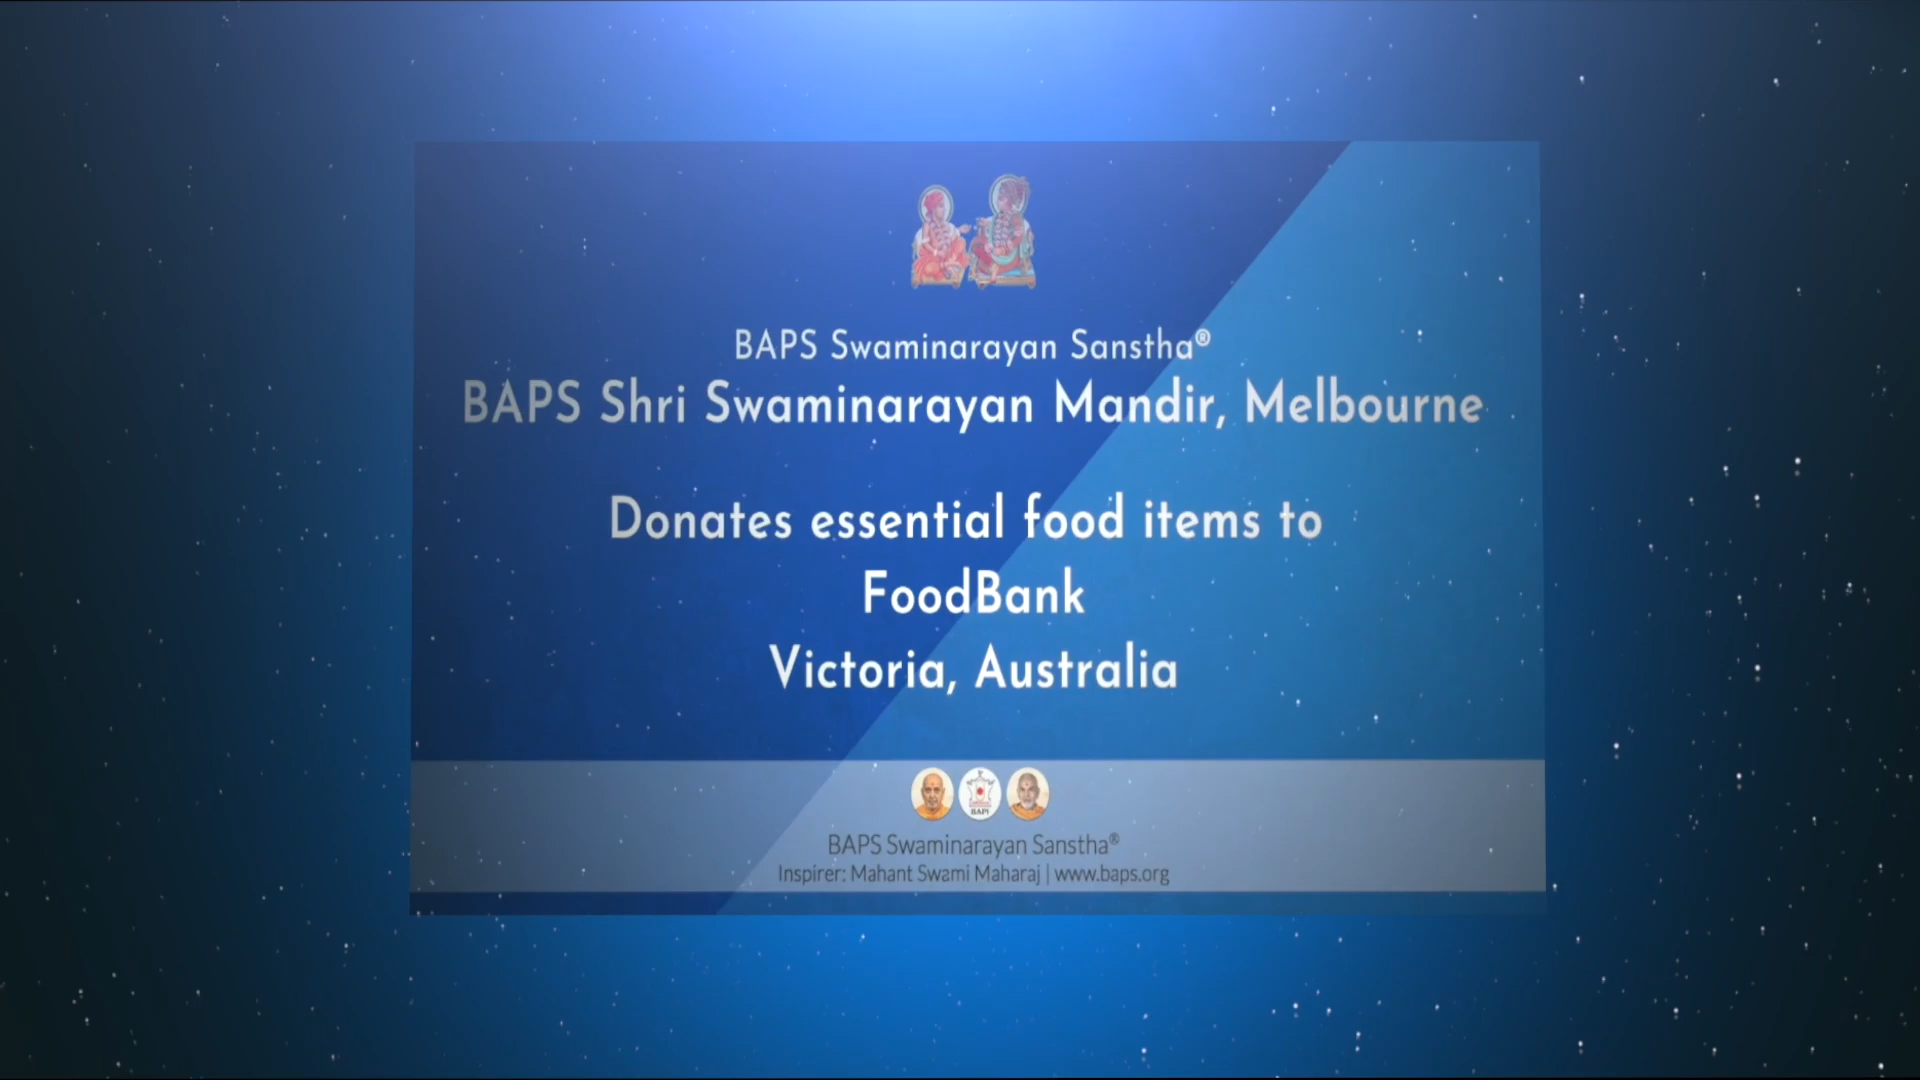 BAPS Swaminarayan Sanstha®
BAPS Shri Swaminarayan Mandir, Melbourne
Donates essential food items to
FoodBank
Victoria, Australia
BAPS
BAPS Swaminarayan Sanstha®
Inspirer: Mahant Swami Maharaj | www.baps.org